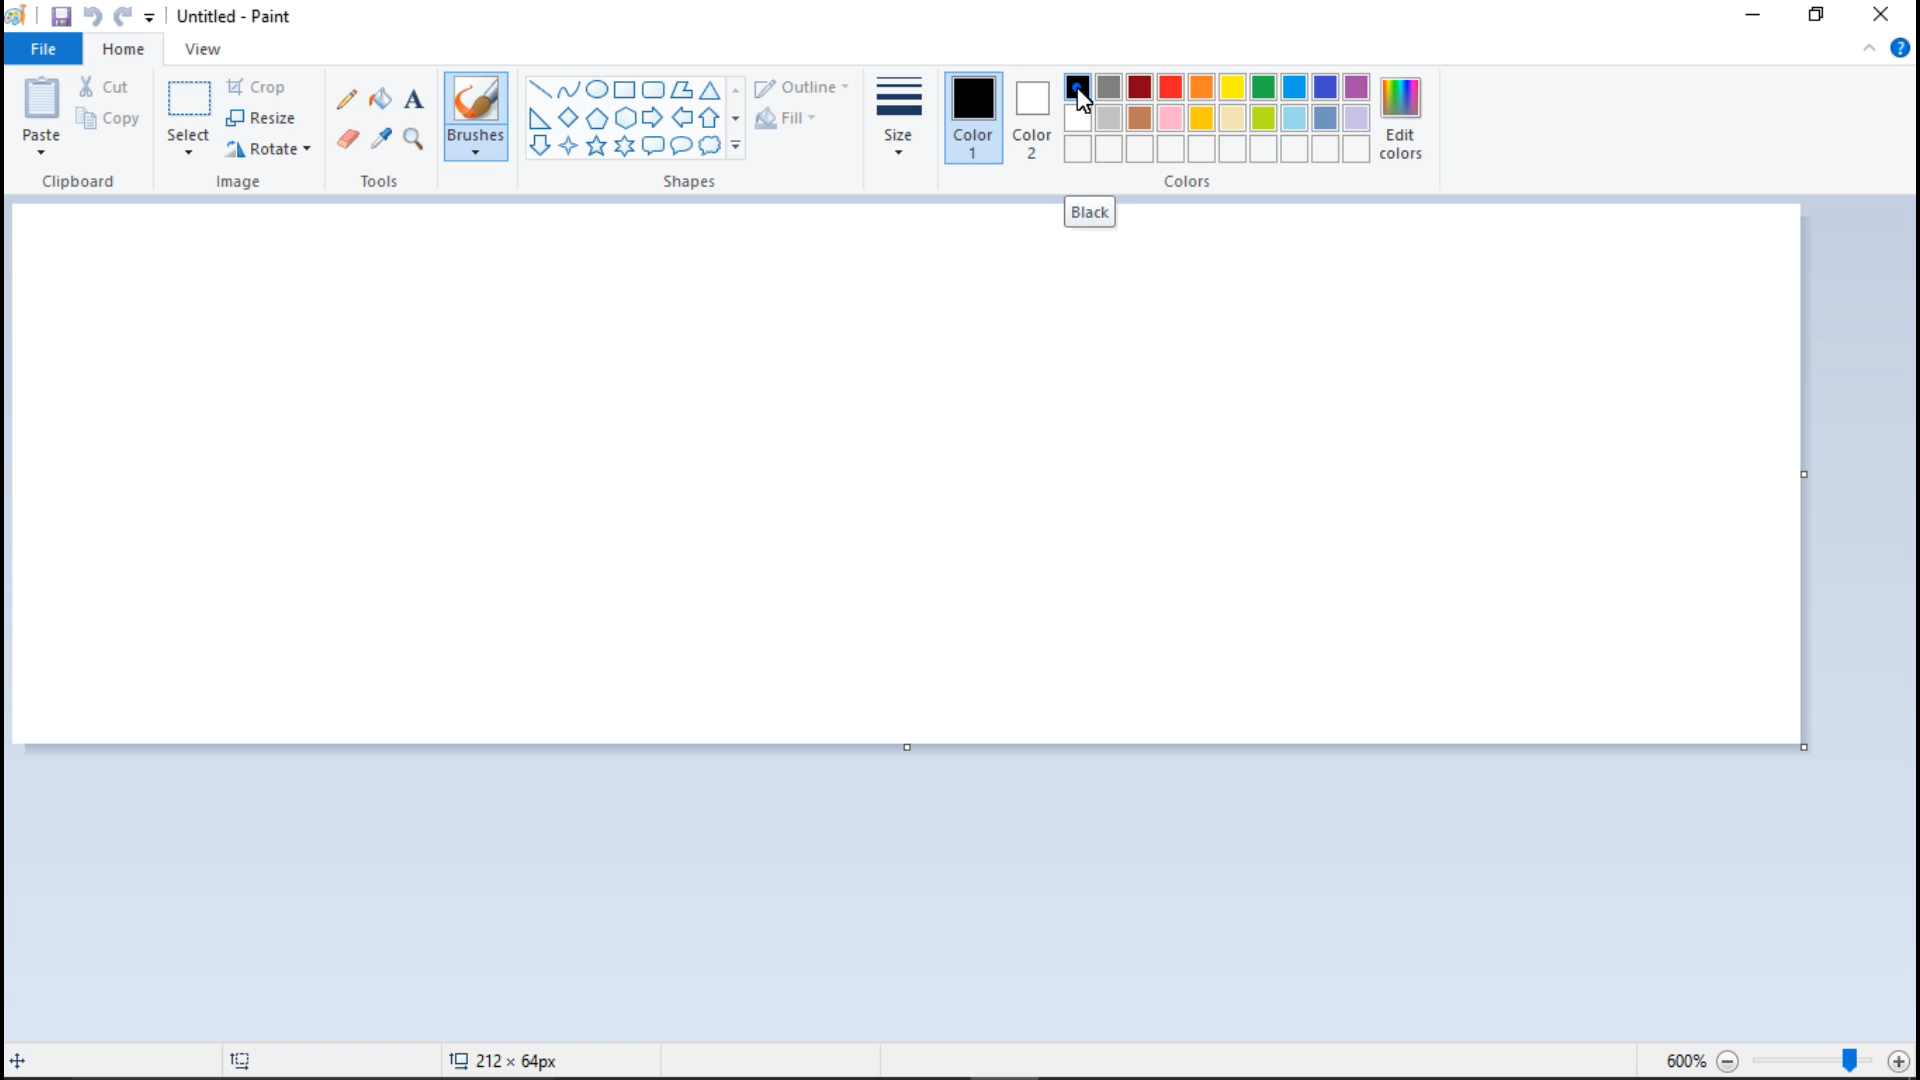 Untitled - Paint
File Home View
Paste
Cut
Copy
Clipboard
Select
Crop
Resize
Rotate
Image
A
Tools
Brushes
Shapes
Outline
Fill
Size
Color 1
Color 2
Edit colors
Colors
Black
212 × 64px
600%